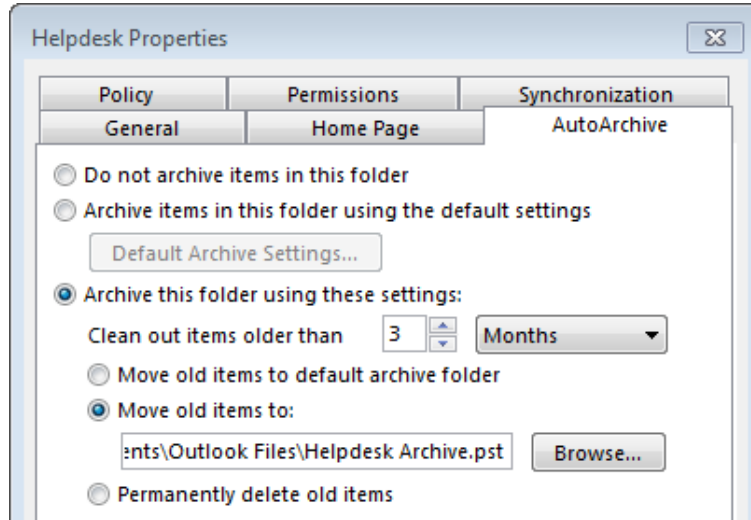 Helpdesk Properties
Policy Permissions Synchronization
General Home Page AutoArchive
Do not archive items in this folder
Archive items in this folder using the default settings
Default Archive Settings...
Archive this folder using these settings:
Clean out items older than 3 Months
Move old items to default archive folder
Move old items to:
ents\Outlook Files\Helpdesk Archive.pst Browse...
Permanently delete old items